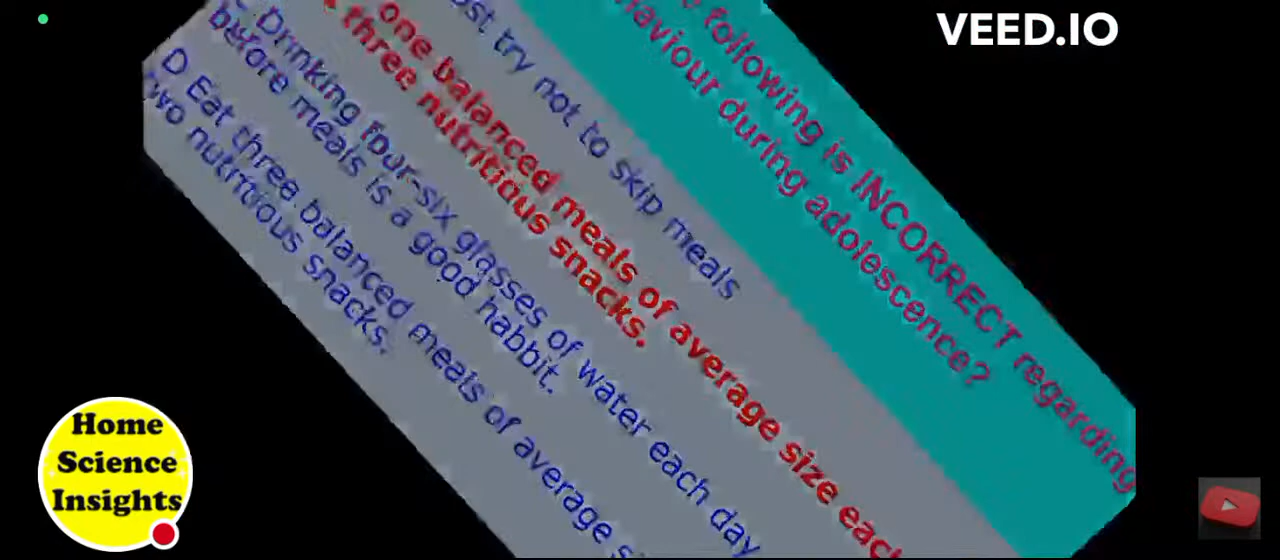 VEED.IO
following is INCORRECT regarding
during adolescence?
try not to skip meals
one balanced meals of average size each
three nutritious snacks.
Drinking four-six glasses of water each day
before meals is a good habbit.
D Eat three balanced meals of average
two nutritious snacks.
Home
Science
Insights